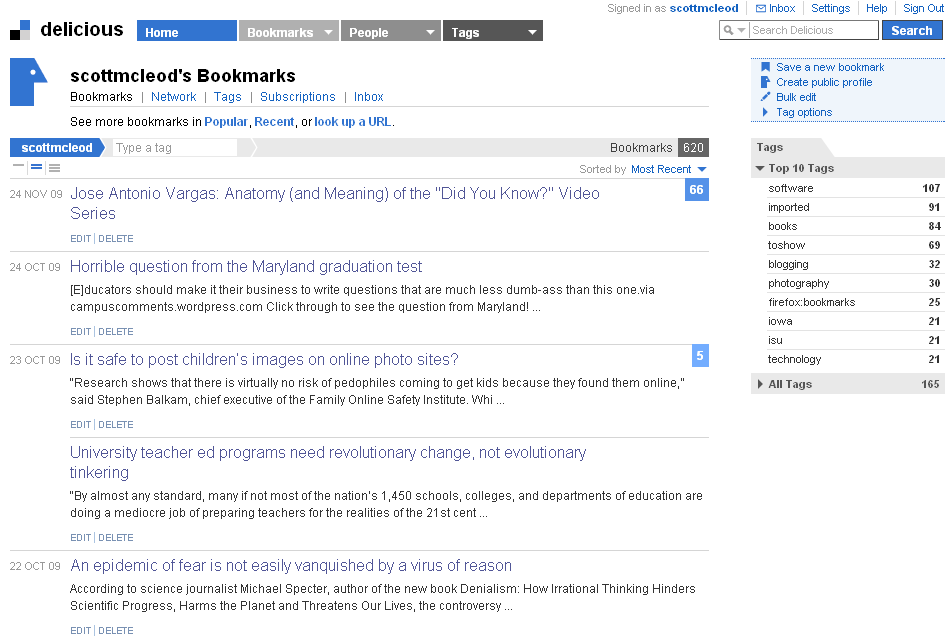 Signed in as scottmcleod Inbox Settings Help Sign Out
delicious Home Bookmarks People Tags Search Delicious Search
scottmcleod's Bookmarks
Bookmarks | Network | Tags | Subscriptions | Inbox
See more bookmarks in Popular, Recent, or look up a URL.
Save a new bookmark
Create public profile
Bulk edit
Tag options
scottmcleod Type a tag Bookmarks 620
Sorted by Most Recent
24 NOV 09 Jose Antonio Vargas: Anatomy (and Meaning) of the "Did You Know?" Video 66
Series
EDIT | DELETE
24 OCT 09 Horrible question from the Maryland graduation test
[E]ducators should make it their business to write questions that are much less dumb-ass than this one.via
campuscomments.wordpress.com Click through to see the question from Maryland! ...
EDIT | DELETE
23 OCT 09 Is it safe to post children's images on online photo sites? 5
"Research shows that there is virtually no risk of pedophiles coming to get kids because they found them online,"
said Stephen Balkam, chief executive of the Family Online Safety Institute. Whi ...
EDIT | DELETE
University teacher ed programs need revolutionary change, not evolutionary
tinkering
"By almost any standard, many if not most of the nation's 1,450 schools, colleges, and departments of education are
doing a mediocre job of preparing teachers for the realities of the 21st cent ...
EDIT | DELETE
22 OCT 09 An epidemic of fear is not easily vanquished by a virus of reason
According to science journalist Michael Specter, author of the new book Denialism: How Irrational Thinking Hinders
Scientific Progress, Harms the Planet and Threatens Our Lives, the controversy ...
EDIT | DELETE
Tags
Top 10 Tags
software 107
imported 91
books 84
toshow 69
blogging 32
photography 30
firefox:bookmarks 25
iowa 21
isu 21
technology 21
All Tags 165